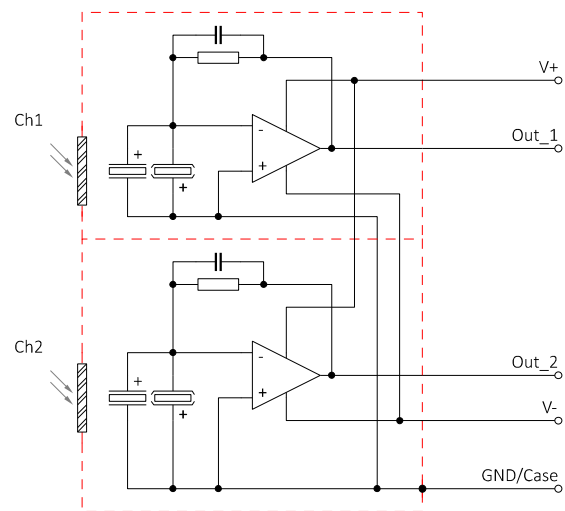 V+
Ch1
Out_1
+
-
+
+
Ch2
Out_2
+
-
+
+
V-
GND/Case